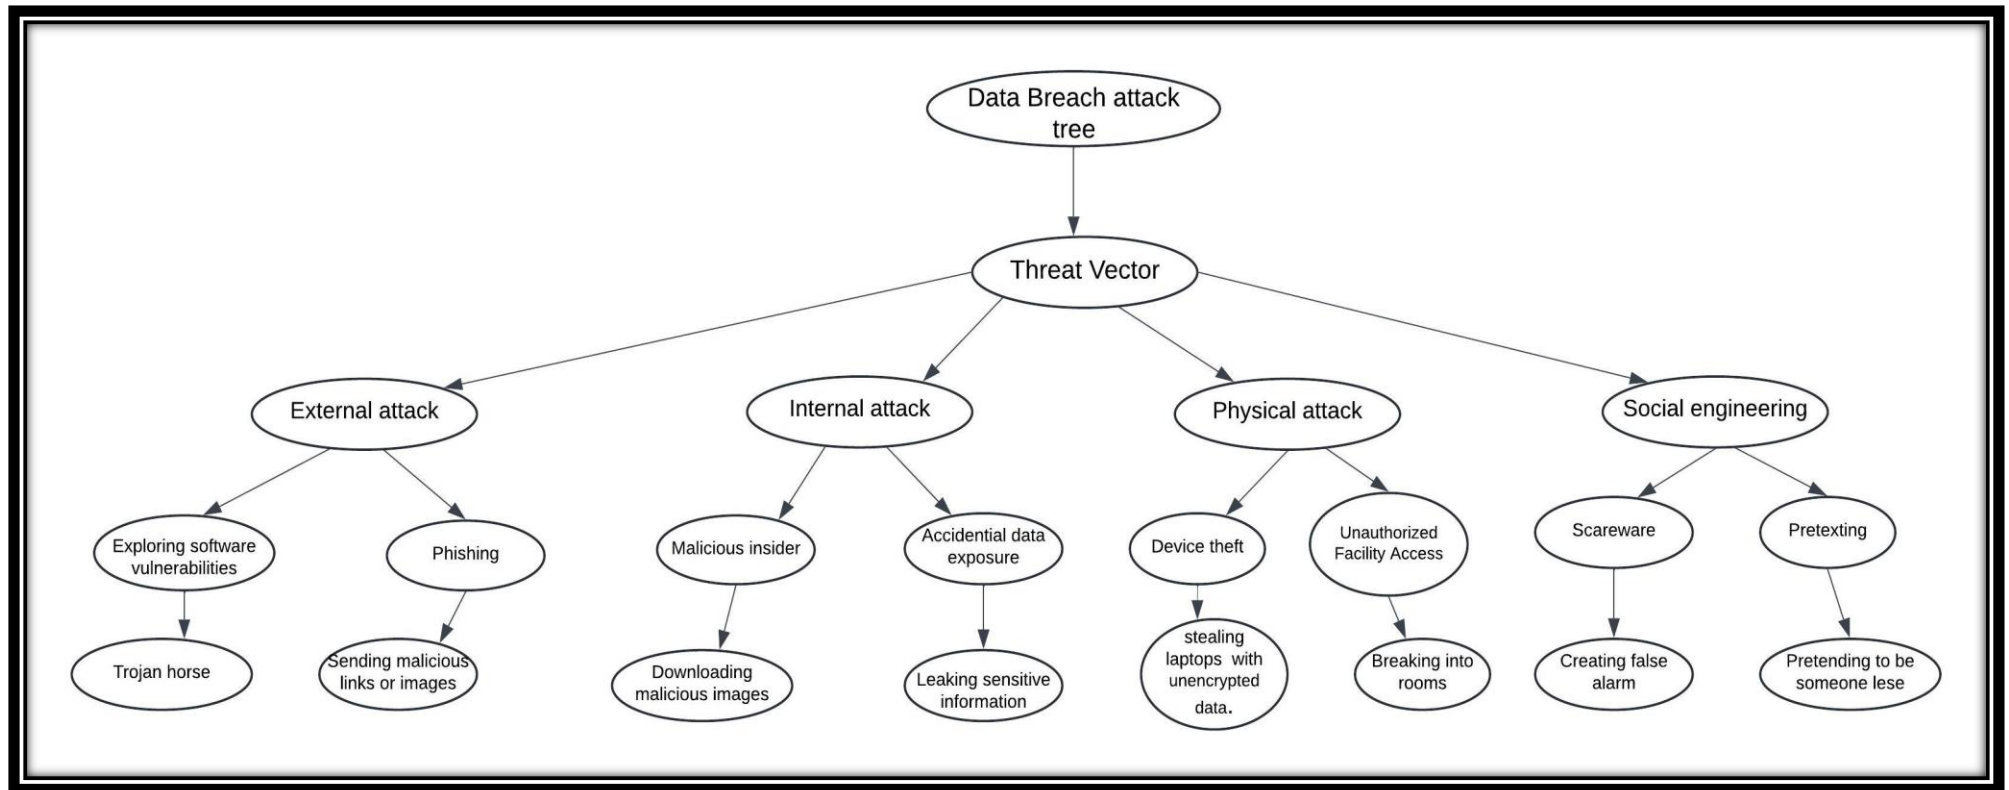 Data Breach attack
tree
Threat Vector
External attack
Internal attack
Physical attack
Social engineering
Exploring software
vulnerabilities
Phishing
Malicious insider
Accidential data
exposure
Device theft
Unauthorized
Facility Access
Scareware
Pretexting
Trojan horse
Sending malicious
links or images
Downloading
malicious images
Leaking sensitive
information
stealing
laptops with
unencrypted
data.
Breaking into
rooms
Creating false
alarm
Pretending to be
someone lese